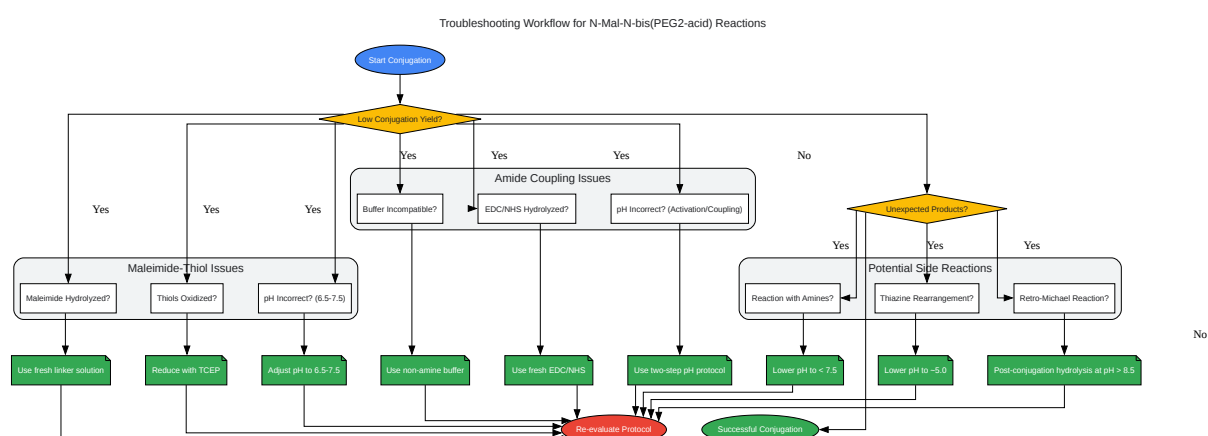 Troubleshooting Workflow for N-Mal-N-bis(PEG2-acid) Reactions
Start Conjugation
Low Conjugation Yield?
Yes
Yes
Yes
No
Amide Coupling Issues
Buffer Incompatible?
EDC/NHS Hydrolyzed?
pH Incorrect? (Activation/Coupling)
Unexpected Products?
Yes
Yes
Yes
Yes
Yes
Yes
Maleimide-Thiol Issues
Maleimide Hydrolyzed?
Thiols Oxidized?
pH Incorrect? (6.5-7.5)
Potential Side Reactions
Reaction with Amines?
Thiazine Rearrangement?
Retro-Michael Reaction?
No
Use fresh linker solution
Reduce with TCEP
Adjust pH to 6.5-7.5
Use non-amine buffer
Use fresh EDC/NHS
Use two-step pH protocol
Lower pH to < 7.5
Lower pH to ~5.0
Post-conjugation hydrolysis at pH > 8.5
Re-evaluate Protocol
Successful Conjugation